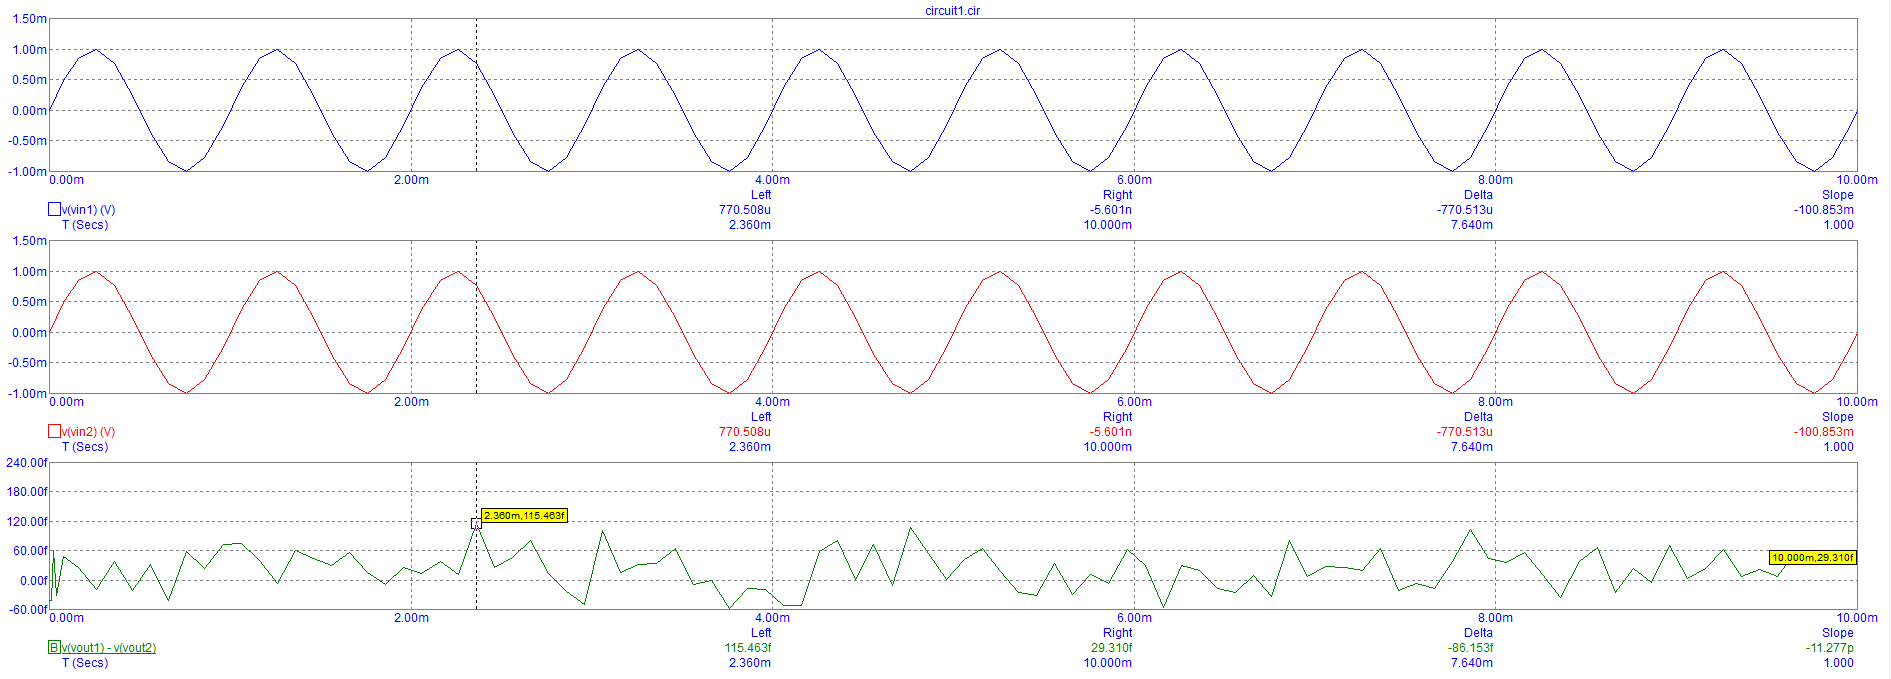 circuit1.cir
1.50m
1.00m
0.50m
0.00m
-0.50m
-1.00m
0.00m 2.00m 4.00m 6.00m 8.00m 10.00m
Left Right Delta Slope
v(vin1) (V) 770.508u -5.601n -770.513u -100.853m
T (Secs) 2.360m 10.000m 7.640m 1.000
1.50m
1.00m
0.50m
0.00m
-0.50m
-1.00m
0.00m 2.00m 4.00m 6.00m 8.00m 10.00m
Left Right Delta Slope
v(vin2) (V) 770.508u -5.601n -770.513u -100.853m
T (Secs) 2.360m 10.000m 7.640m 1.000
240.00f
180.00f
2.360m,115.463f
120.00f
60.00f
10.000m,29.310f
0.00f
-60.00f
0.00m 2.00m 4.00m 6.00m 8.00m 10.00m
Left Right Delta Slope
B v(vout1) - v(vout2) 115.463f 29.310f -86.153f -11.277p
T (Secs) 2.360m 10.000m 7.640m 1.000